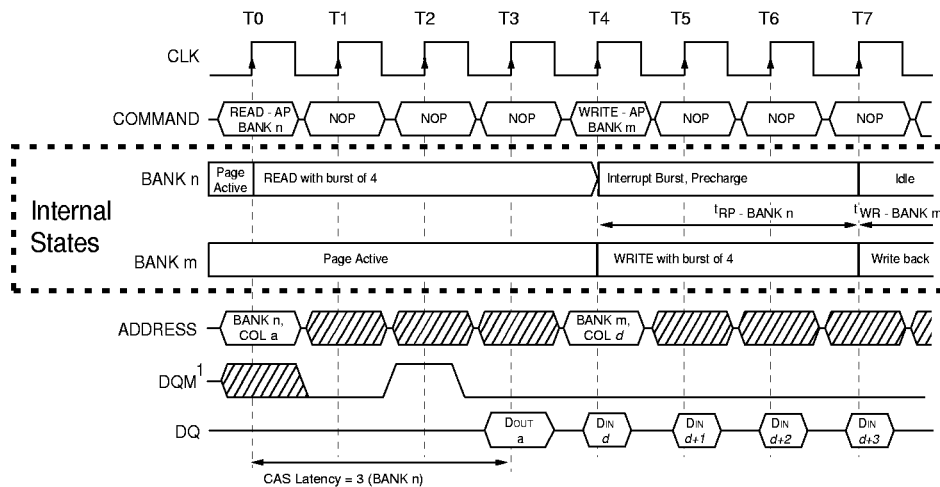 T0 T1 T2 T3 T4 T5 T6 T7
CLK
COMMAND
READ - AP
BANK n
NOP
NOP
NOP
WRITE - AP
BANK m
NOP
NOP
NOP
Internal
States
BANK n
Page
Active
READ with burst of 4
Interrupt Burst, Precharge
Idle
tRP - BANK n
tWR - BANK m
BANK m
Page Active
WRITE with burst of 4
Write back
ADDRESS
BANK n,
COL a
BANK m,
COL d
DQM1
DQ
DOUT
a
DIN
d
DIN
d+1
DIN
d+2
DIN
d+3
CAS Latency = 3 (BANK n)